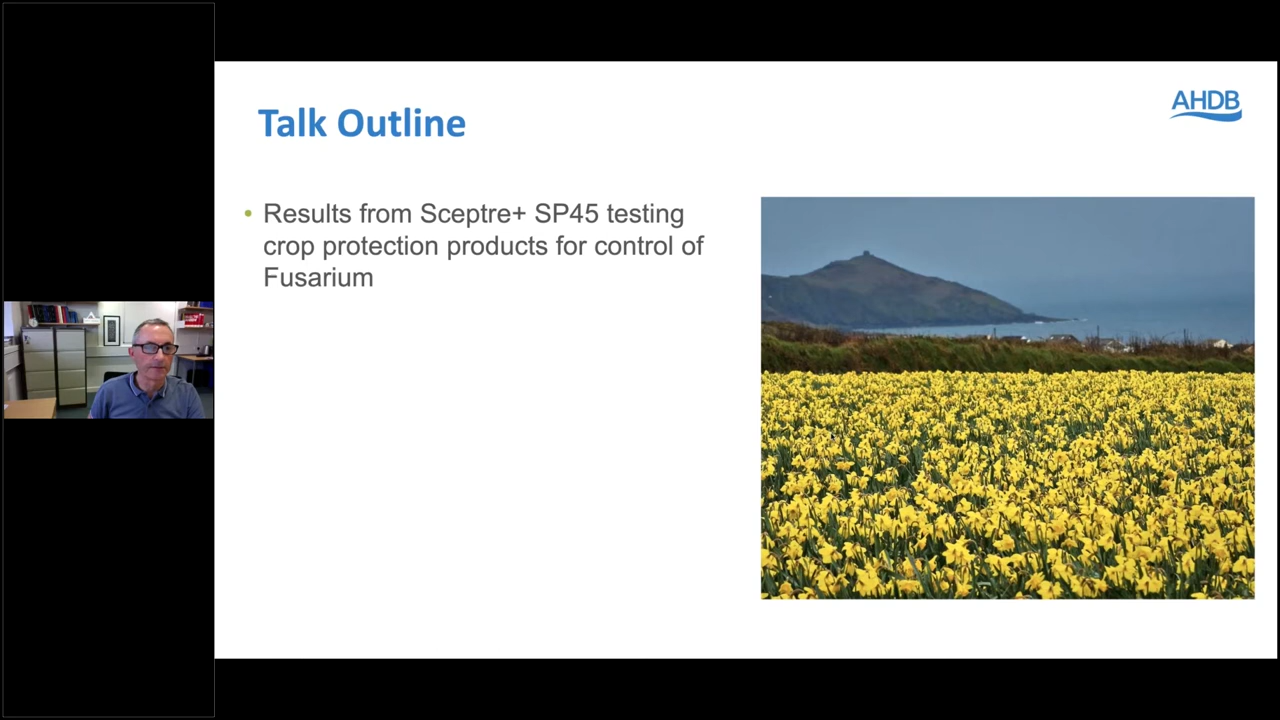 Talk Outline
AHDB
• Results from Sceptre+ SP45 testing
crop protection products for control of
Fusarium